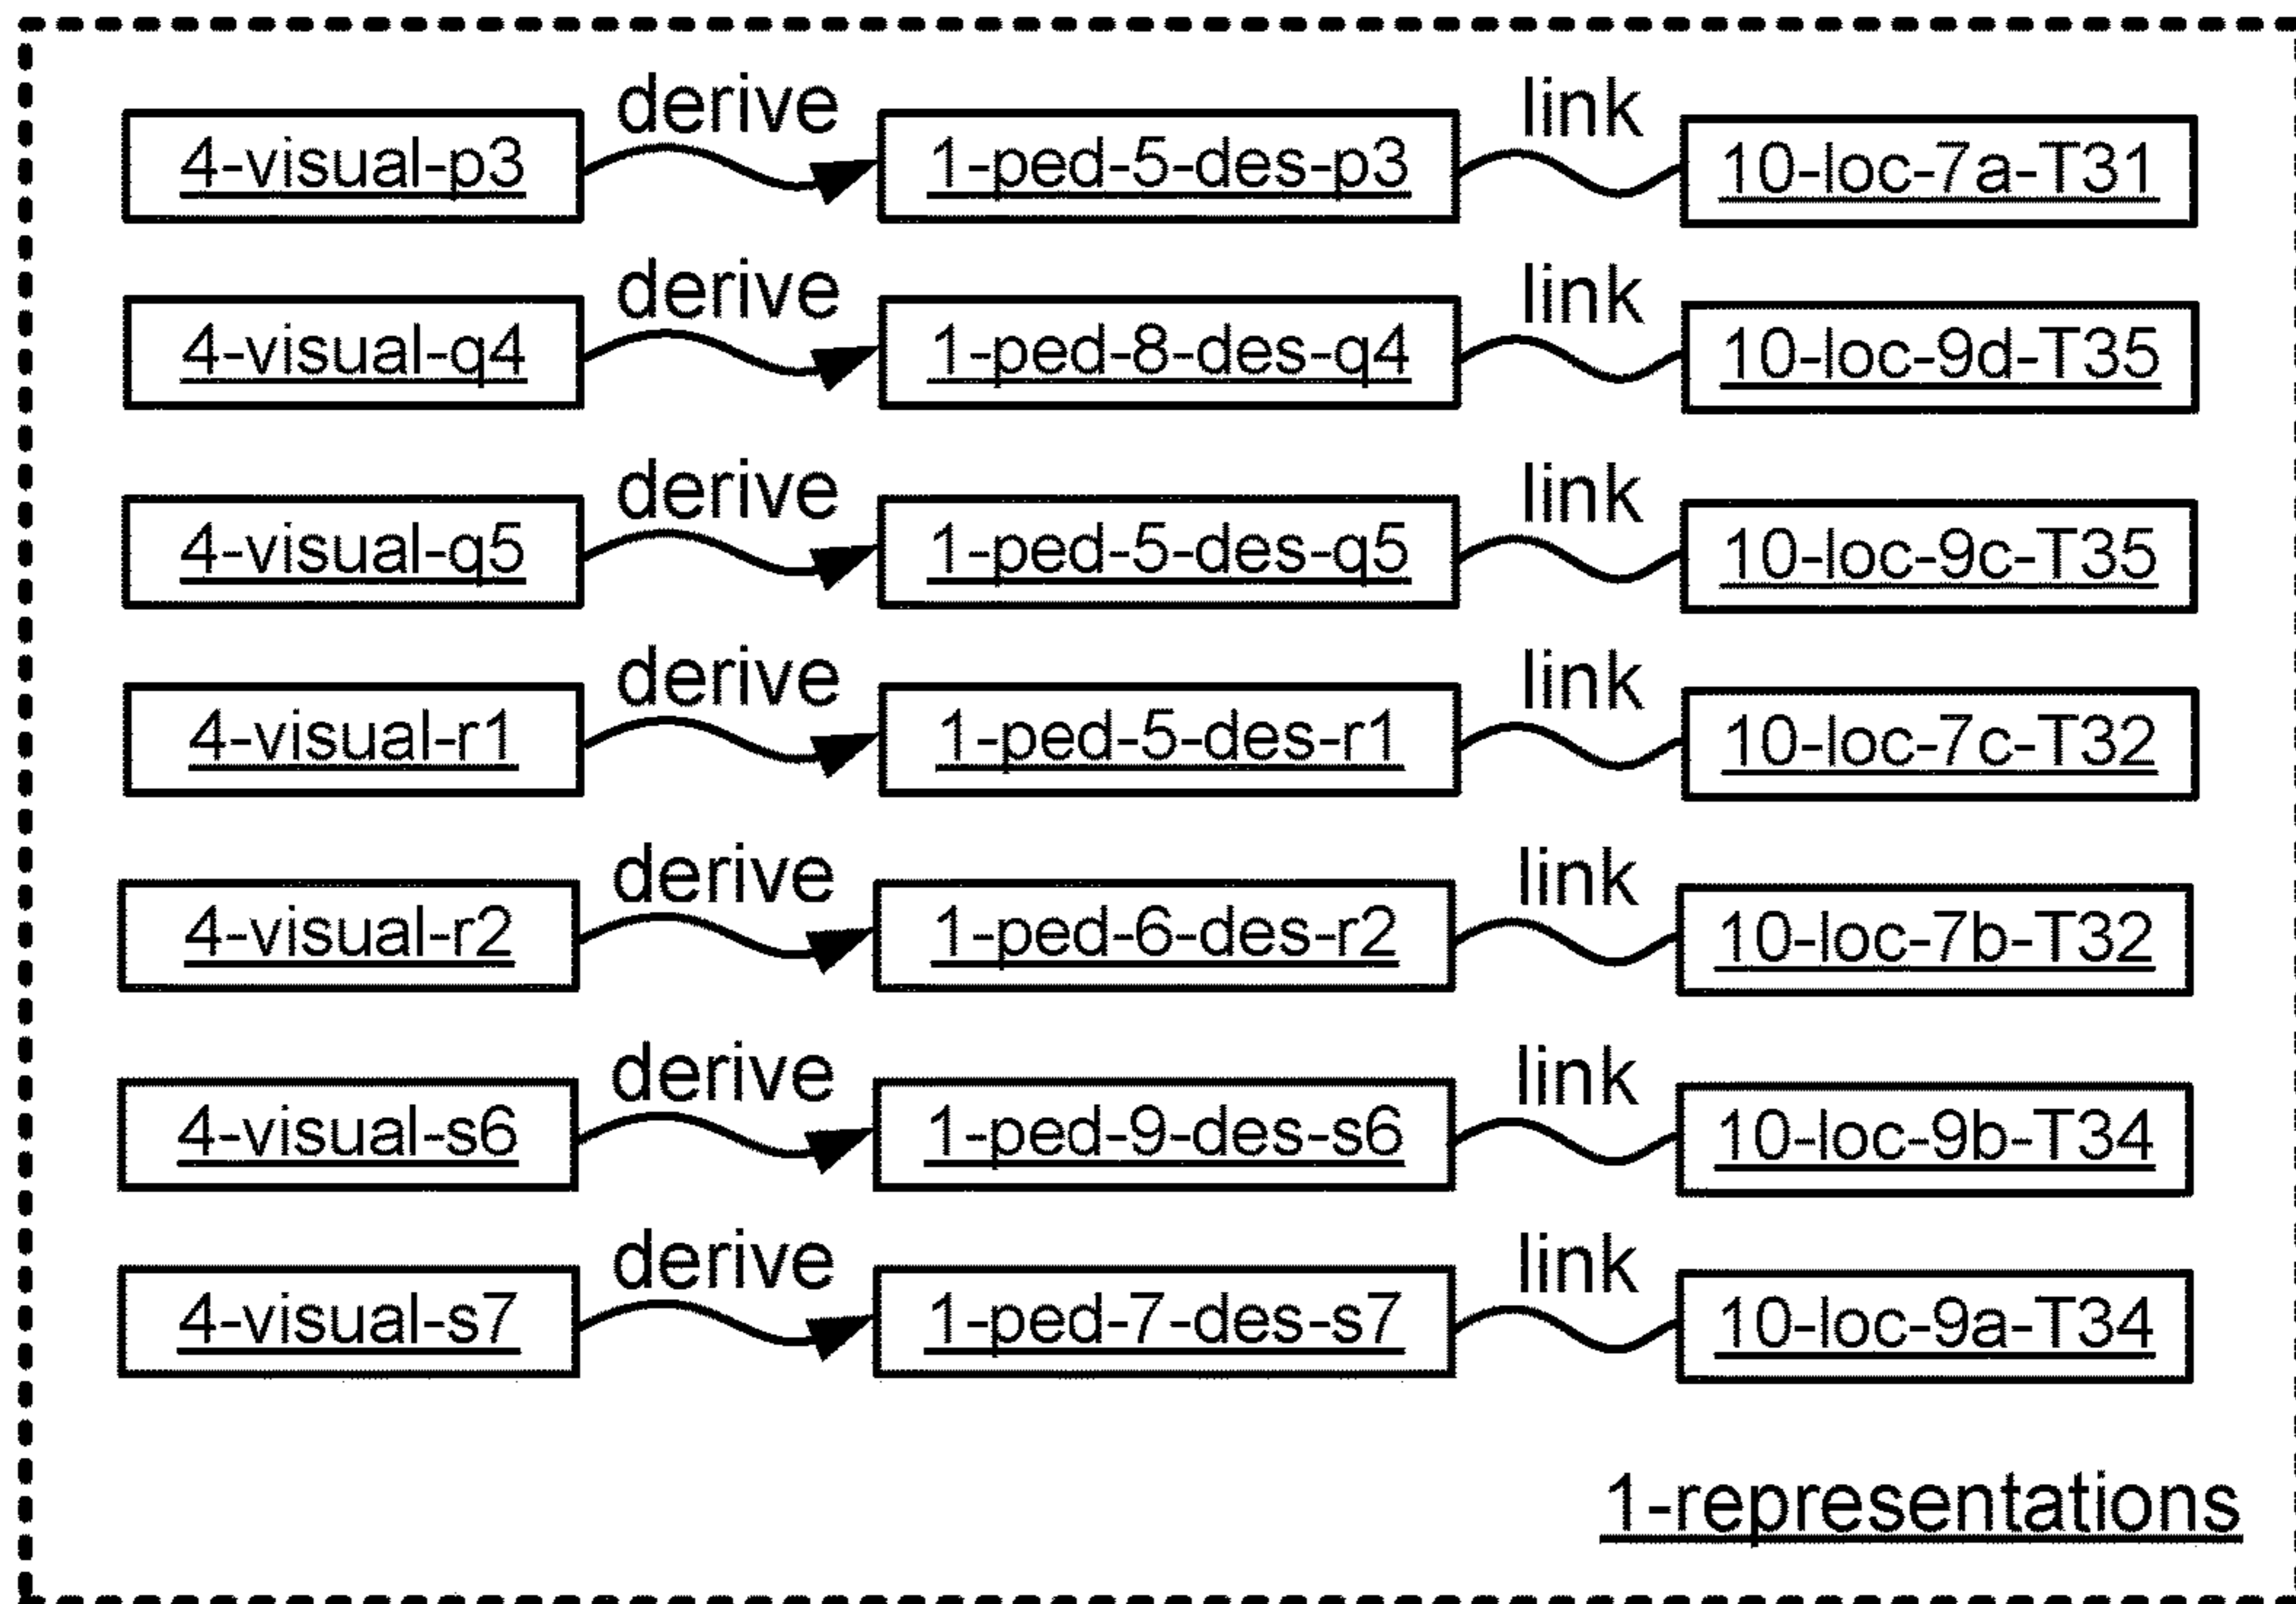 derive link
4-visual-p3 1-ped-5-des-p3 10-loc-7a-T31
derive link
4-visual-q4 1-ped-8-des-q4 10-loc-9d-T35
derive link
4-visual-q5 1-ped-5-des-q5 10-loc-9c-T35
derive link
4-visual-r1 1-ped-5-des-r1 10-loc-7c-T32
derive link
4-visual-r2 1-ped-6-des-r2 10-loc-7b-T32
derive link
4-visual-s6 1-ped-9-des-s6 10-loc-9b-T34
derive link
4-visual-s7 1-ped-7-des-s7 10-loc-9a-T34
1-representations